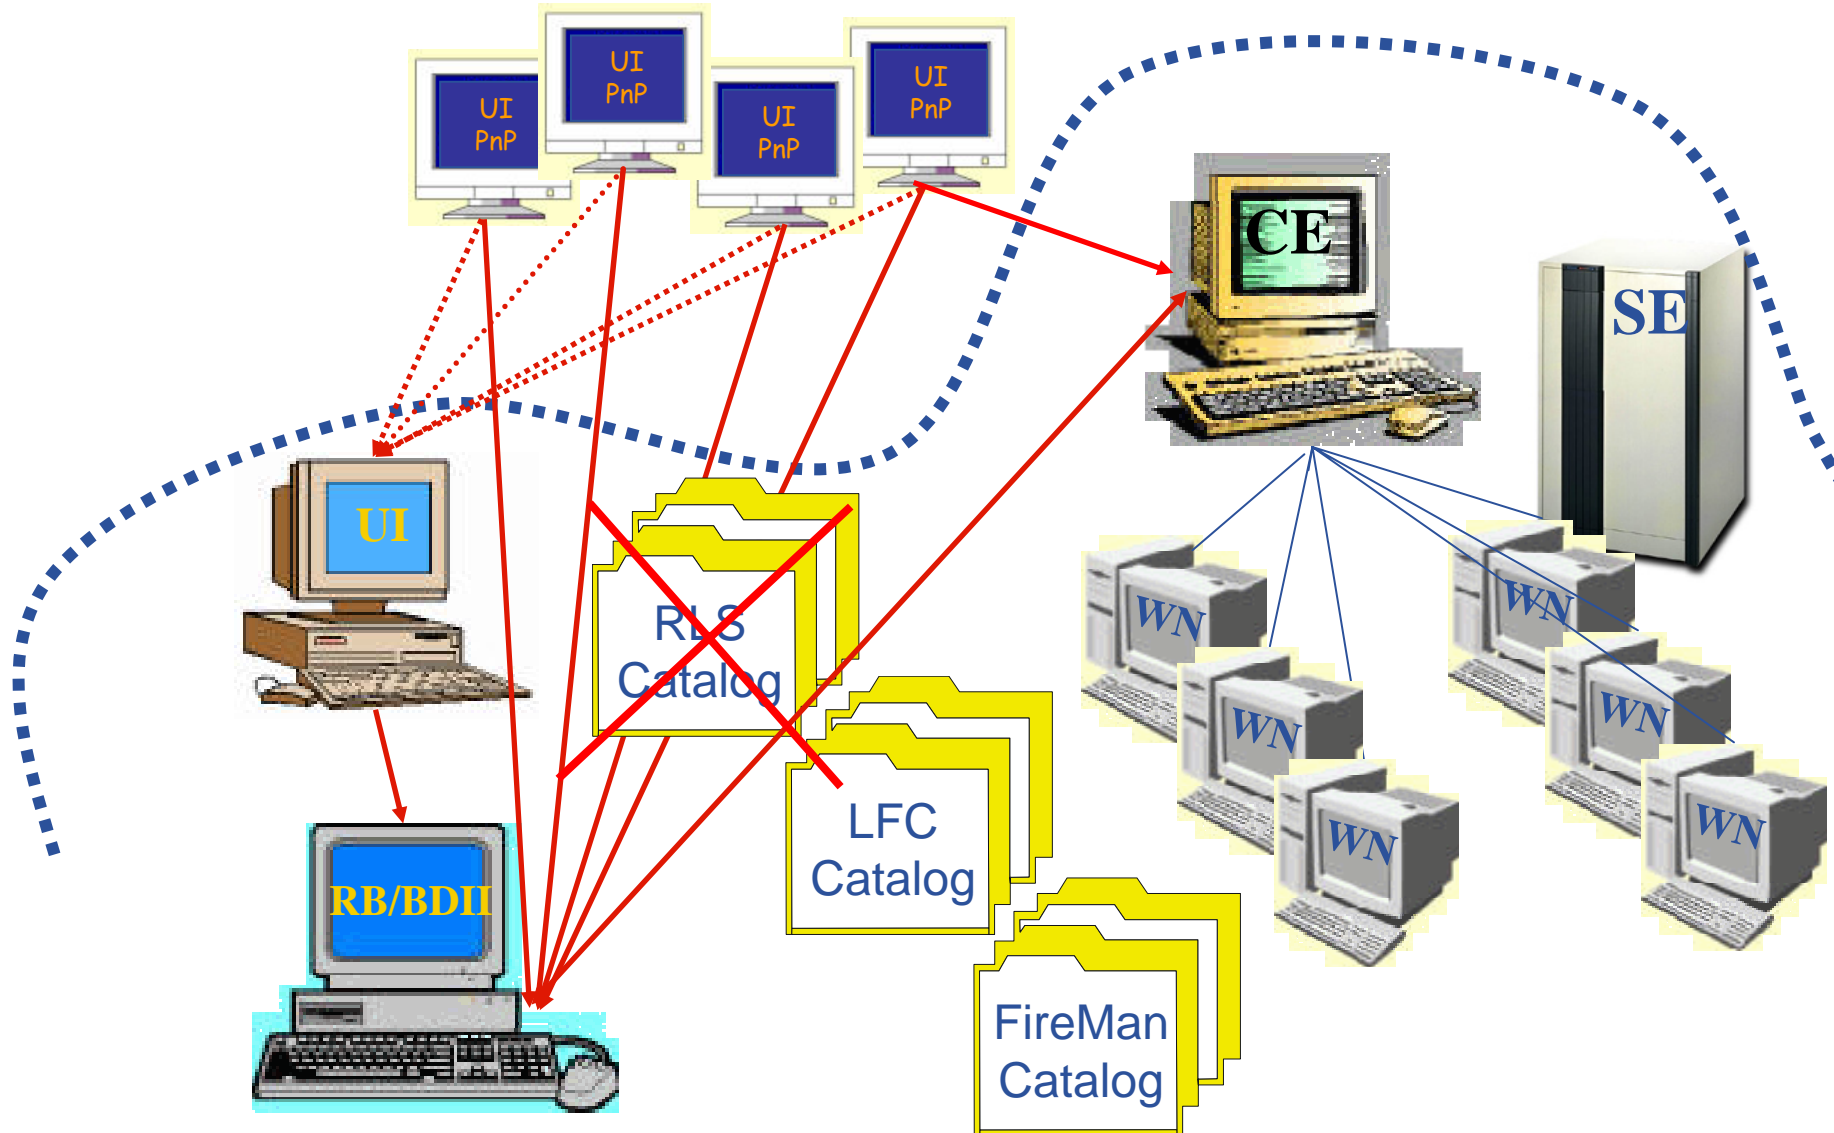 UI
PnP
UI
PnP
UI
PnP
UI
PnP
CE
SE
UI
RLS
Catalog
WN
WN
WN
WN
WN
WN
LFC
Catalog
RB/BDII
FireMan
Catalog